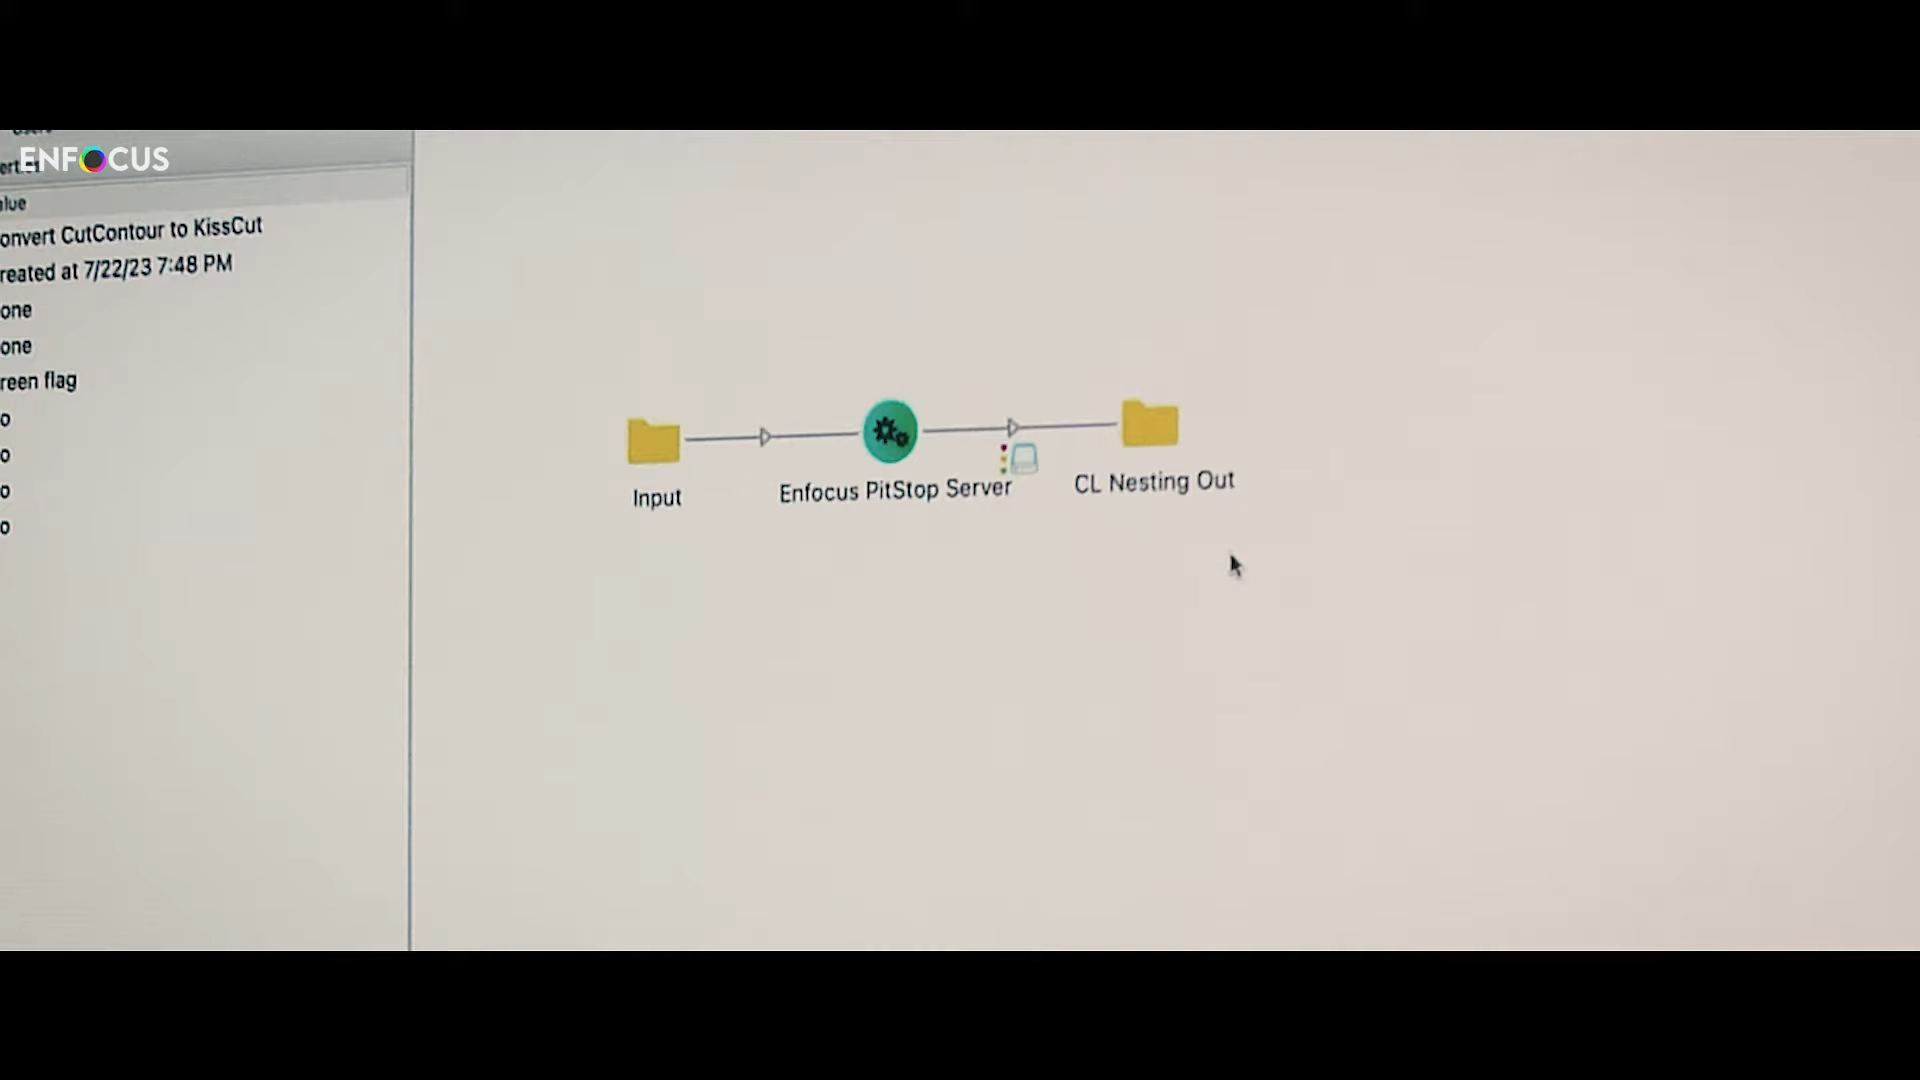 ENFOCUS
alue
onvert CutContour to KissCut
reated at 7/22/23 7:48 PM
one
one
reen flag
o
o
o
o
Input
Enfocus PitStop Server
CL Nesting Out